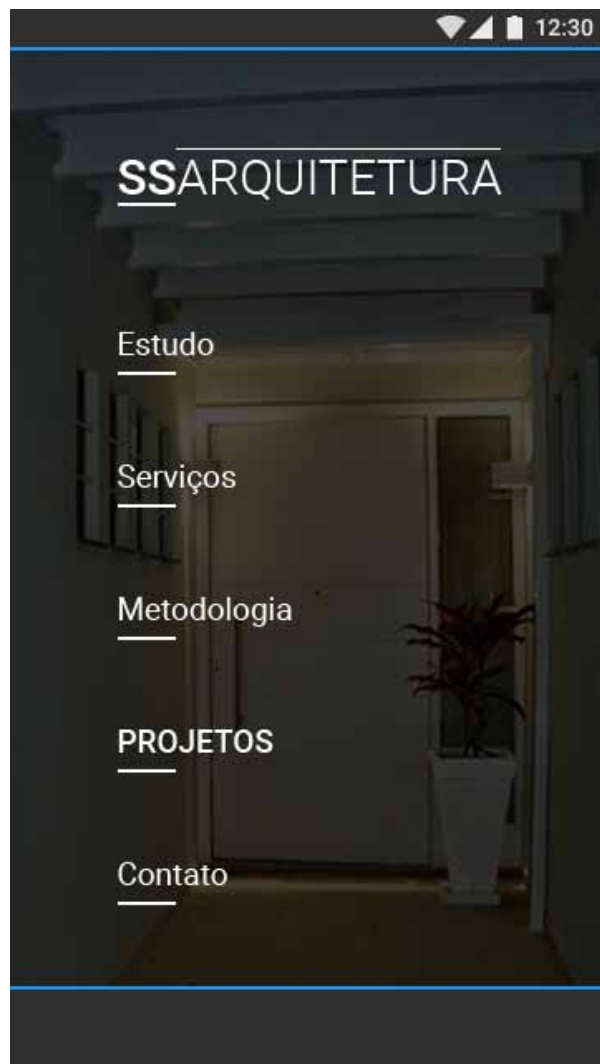 12:30
SSARQUITETURA
Estudo
Serviços
Metodologia
PROJETOS
Contato